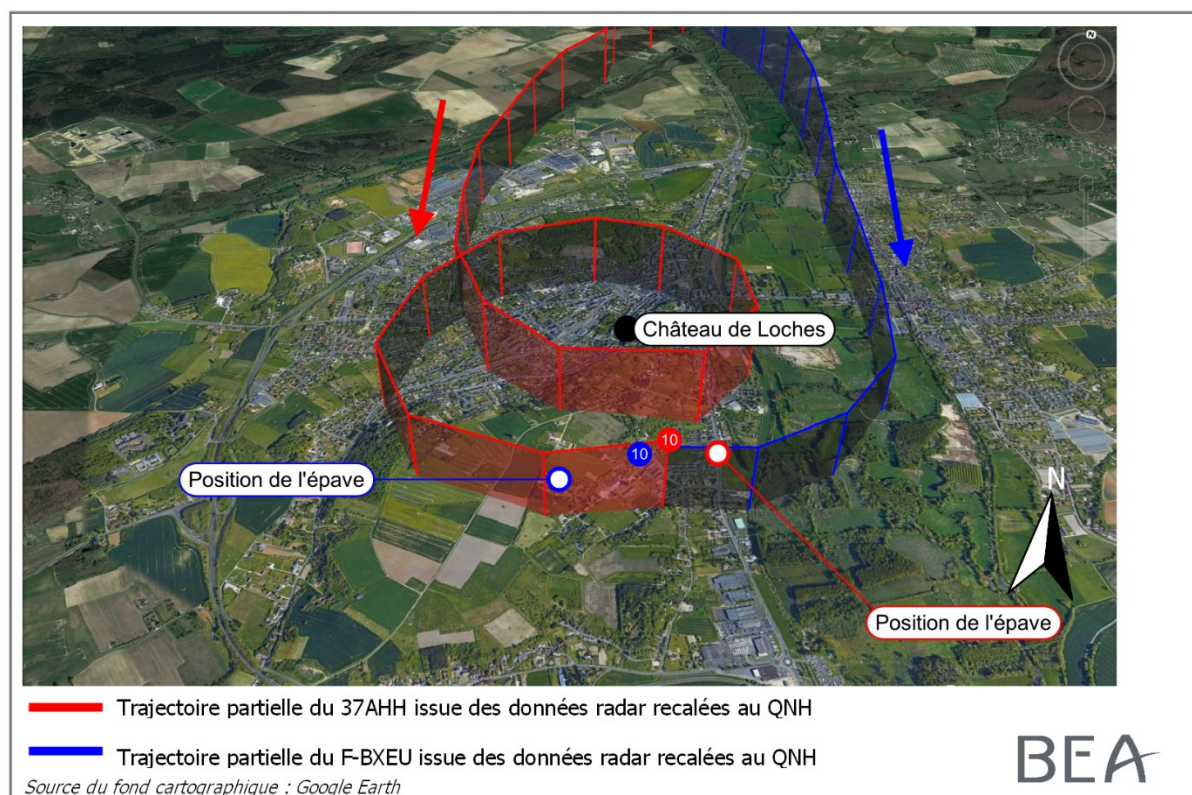 N
Château de Loches
10
10
Position de l'épave
N
Position de l'épave
Trajectoire partielle du 37AHH issue des données radar recalées au QNH
Trajectoire partielle du F-BXEU issue des données radar recalées au QNH
BEA
Source du fond cartographique : Google Earth